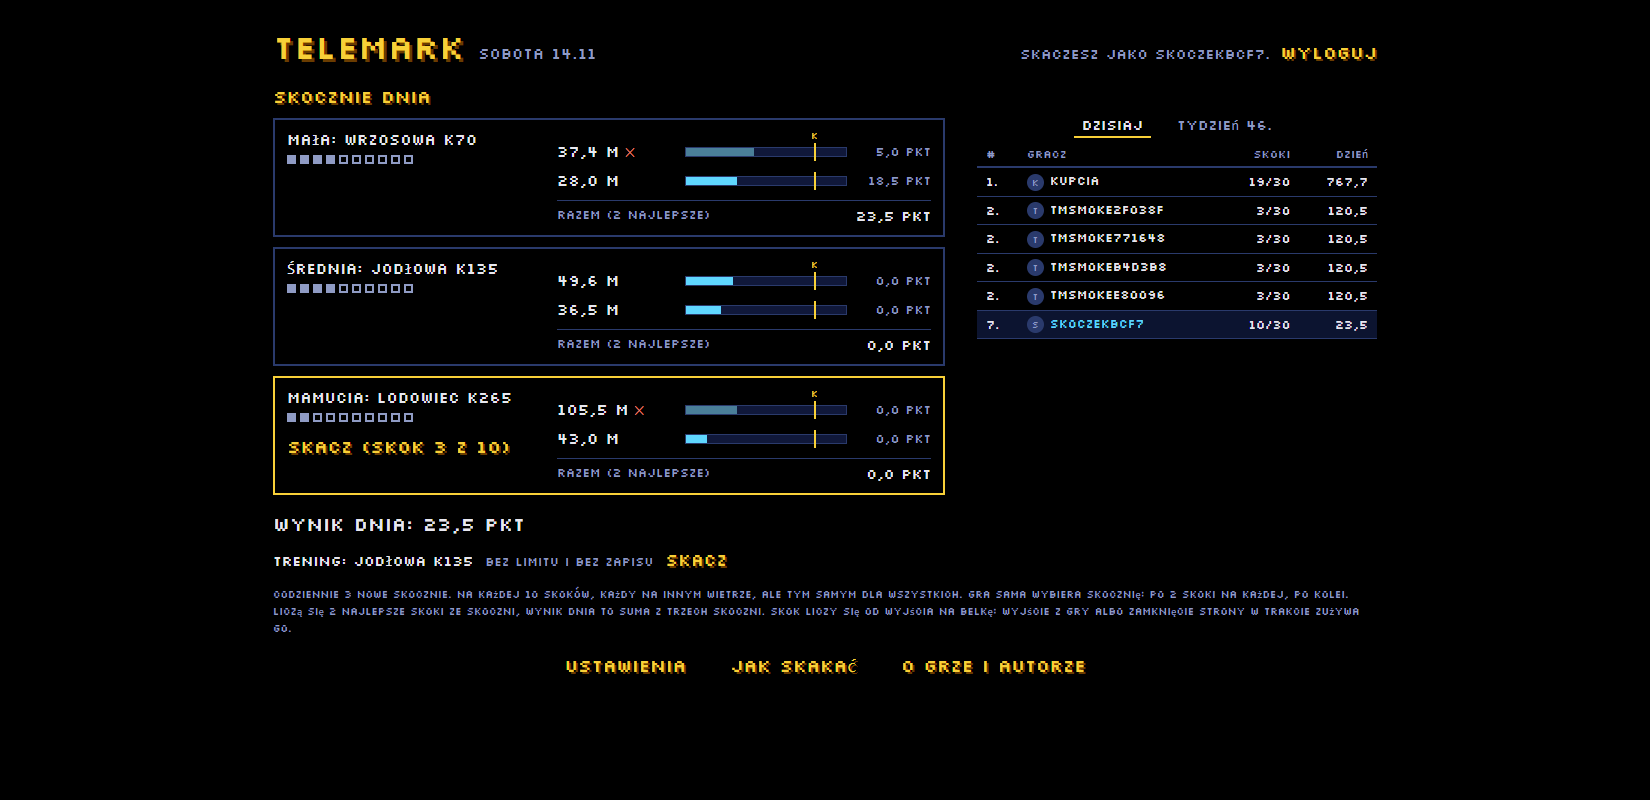 TELEMARK SOBOTA 14.11
SKACZESZ JAKO SKOCZEKBCF7. WYLOGUJ
SKOCZNIE DNIA
MAŁA: WRZOSOWA K70
K
37,4 M × 5,0 PKT
28,0 M 18,5 PKT
RAZEM (2 NAJLEPSZE) 23,5 PKT
ŚREDNIA: JODŁOWA K135
K
49,6 M 0,0 PKT
36,5 M 0,0 PKT
RAZEM (2 NAJLEPSZE) 0,0 PKT
MAMUCIA: LODOWIEC K265
SKACZ (SKOK 3 Z 10)
K
105,5 M × 0,0 PKT
43,0 M 0,0 PKT
RAZEM (2 NAJLEPSZE) 0,0 PKT
DZISIAJ TYDZIEŃ 46.
# GRACZ SKOKI DZIEŃ
1. K KUPCIA 19/30 767,7
2. T TMSMOKE2F038F 3/30 120,5
2. T TMSMOKE771648 3/30 120,5
2. T TMSMOKEB4D3B8 3/30 120,5
2. T TMSMOKEE80096 3/30 120,5
7. S SKOCZEKBCF7 10/30 23,5
WYNIK DNIA: 23,5 PKT
TRENING: JODŁOWA K135 BEZ LIMITU I BEZ ZAPISU SKACZ
CODZIENNIE 3 NOWE SKOCZNIE. NA KAŻDEJ 10 SKOKÓW, KAŻDY NA INNYM WIETRZE, ALE TYM SAMYM DLA WSZYSTKICH. GRA SAMA WYBIERA SKOCZNIĘ: PO 2 SKOKI NA KAŻDEJ, PO KOLEI.
LICZĄ SIĘ 2 NAJLEPSZE SKOKI ZE SKOCZNI, WYNIK DNIA TO SUMA Z TRZECH SKOCZNI. SKOK LICZY SIĘ OD WYJŚCIA NA BELKĘ: WYJŚCIE Z GRY ALBO ZAMKNIĘCIE STRONY W TRAKCIE ZUŻYWA
GO.
USTAWIENIA JAK SKAKAĆ O GRZE I AUTORZE